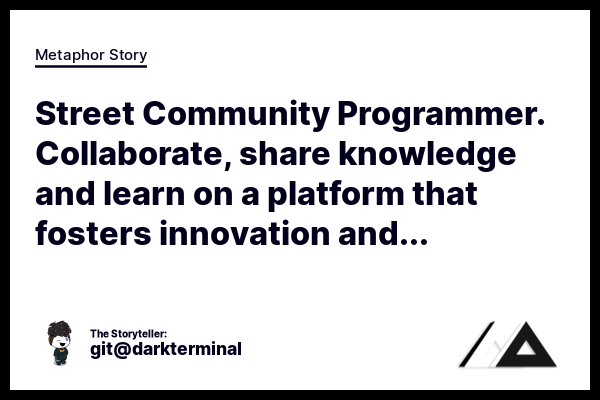 Metaphor Story
Street Community Programmer.
Collaborate, share knowledge
and learn on a platform that
fosters innovation and...
The Storyteller:
git@darkterminal